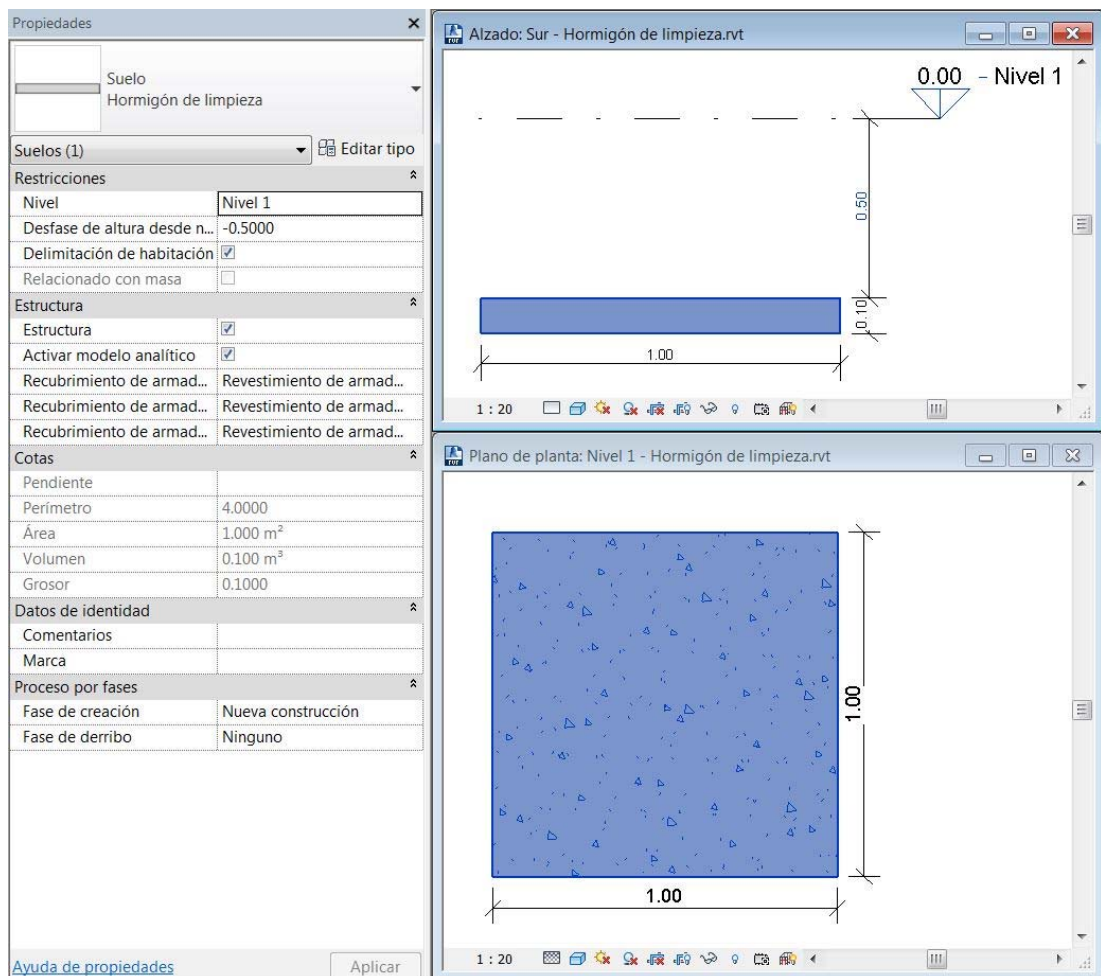 Propiedades
Suelo
Hormigón de limpieza
Suelos (1)
Editar tipo
Restricciones
Nivel Nivel 1
Desfase de altura desde n... -0.5000
Delimitación de habitación
Relacionado con masa
Estructura
Estructura
Activar modelo analítico
Recubrimiento de armad... Revestimiento de armad...
Recubrimiento de armad... Revestimiento de armad...
Recubrimiento de armad... Revestimiento de armad...
Cotas
Pendiente
Perímetro 4.0000
Área 1.000 m²
Volumen 0.100 m³
Grosor 0.1000
Datos de identidad
Comentarios
Marca
Proceso por fases
Fase de creación Nueva construcción
Fase de derribo Ninguno
Ayuda de propiedades
Aplicar
Alzado: Sur - Hormigón de limpieza.rvt
0.00 - Nivel 1
0.50
0.10
1.00
1 : 20
Plano de planta: Nivel 1 - Hormigón de limpieza.rvt
1.00
1.00
1 : 20